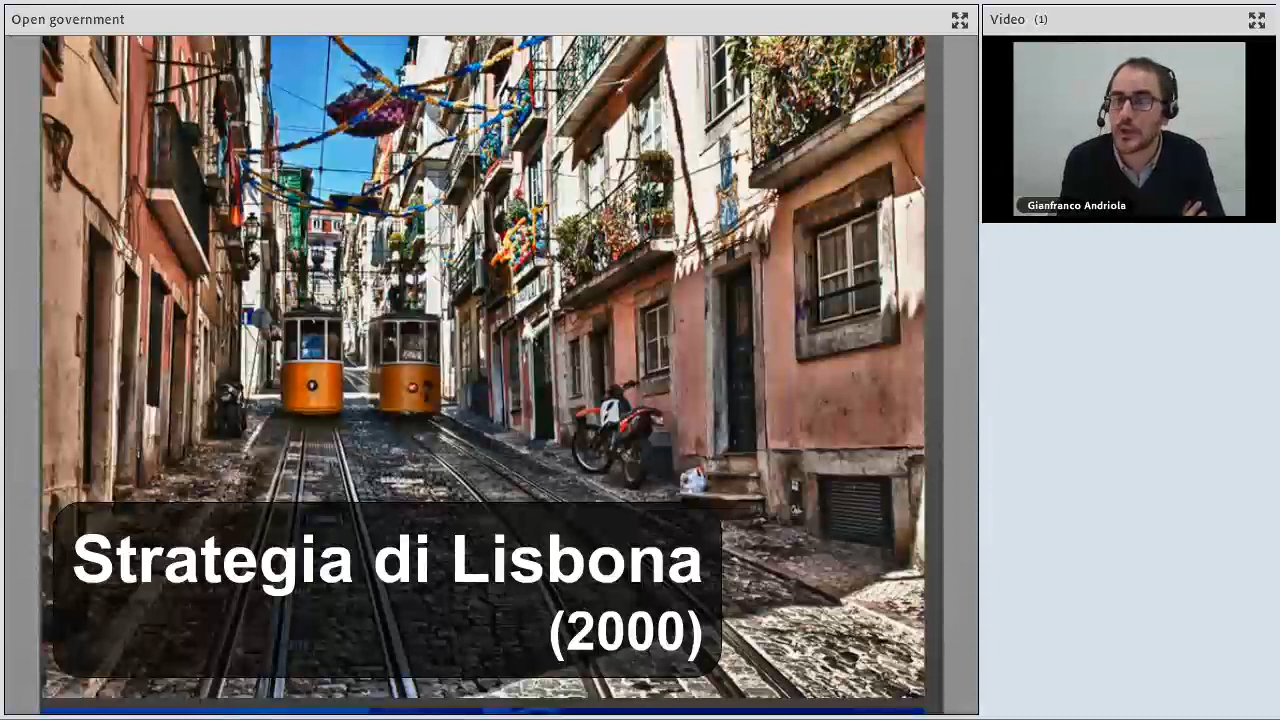 Open government
Video (1)
Gianfranco Andriola
Strategia di Lisbona
(2000)